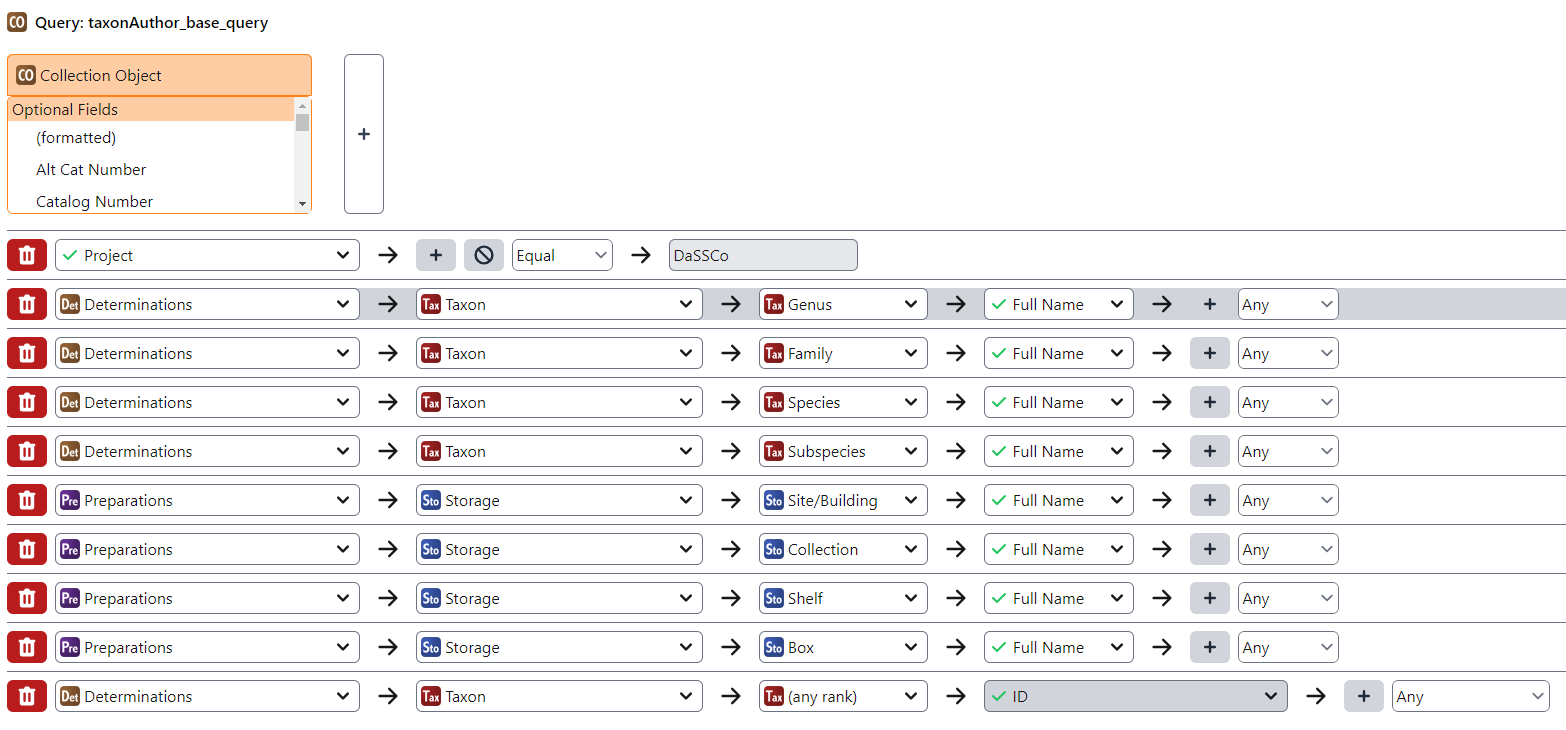 CO Query: taxonAuthor_base_query
CO Collection Object
Optional Fields
(formatted)
Alt Cat Number
Catalog Number
+
Project + Equal DaSSCo
Det Determinations Tax Taxon Tax Genus Full Name + Any
Det Determinations Tax Taxon Tax Family Full Name + Any
Det Determinations Tax Taxon Tax Species Full Name + Any
Det Determinations Tax Taxon Tax Subspecies Full Name + Any
Pre Preparations Sto Storage Sto Site/Building Full Name + Any
Pre Preparations Sto Storage Sto Collection Full Name + Any
Pre Preparations Sto Storage Sto Shelf Full Name + Any
Pre Preparations Sto Storage Sto Box Full Name + Any
Det Determinations Tax Taxon Tax (any rank) ID + Any